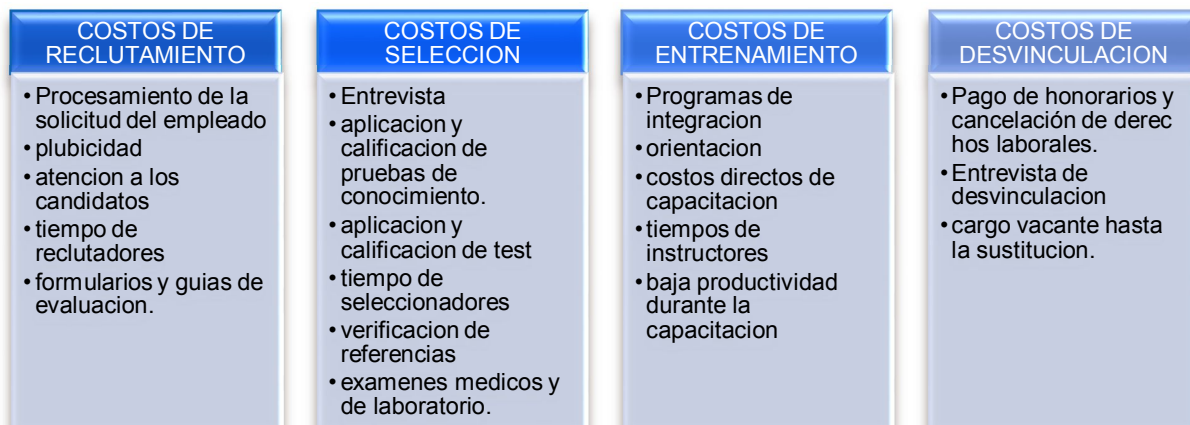 COSTOS DE
RECLUTAMIENTO
• Procesamiento de la
solicitud del empleado
• plubicidad
• atencion a los
candidatos
• tiempo de
reclutadores
• formularios y guias de
evaluacion.
COSTOS DE
SELECCION
• Entrevista
• aplicacion y
calificacion de
pruebas de
conocimiento.
• aplicacion y
calificacion de test
• tiempo de
seleccionadores
• verificacion de
referencias
• examenes medicos y
de laboratorio.
COSTOS DE
ENTRENAMIENTO
• Programas de
integracion
• orientacion
• costos directos de
capacitacion
• tiempos de
instructores
• baja productividad
durante la
capacitacion
COSTOS DE
DESVINCULACION
• Pago de honorarios y
cancelación de derec
hos laborales.
• Entrevista de
desvinculacion
• cargo vacante hasta
la sustitucion.